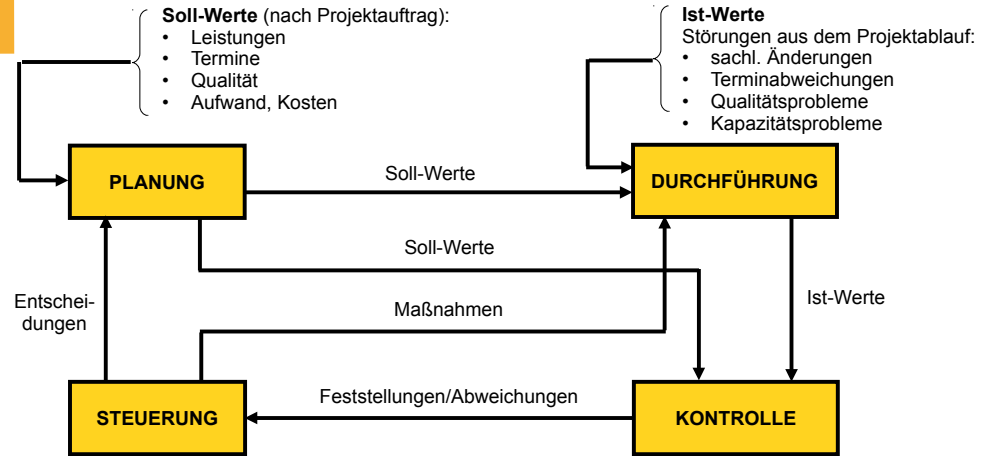 Soll-Werte (nach Projektauftrag):
• Leistungen
• Termine
• Qualität
• Aufwand, Kosten
Ist-Werte
Störungen aus dem Projektablauf:
• sachl. Änderungen
• Terminabweichungen
• Qualitätsprobleme
• Kapazitätsprobleme
PLANUNG
Soll-Werte
DURCHFÜHRUNG
Soll-Werte
Entschei-
dungen
Maßnahmen
Ist-Werte
STEUERUNG
Feststellungen/Abweichungen
KONTROLLE